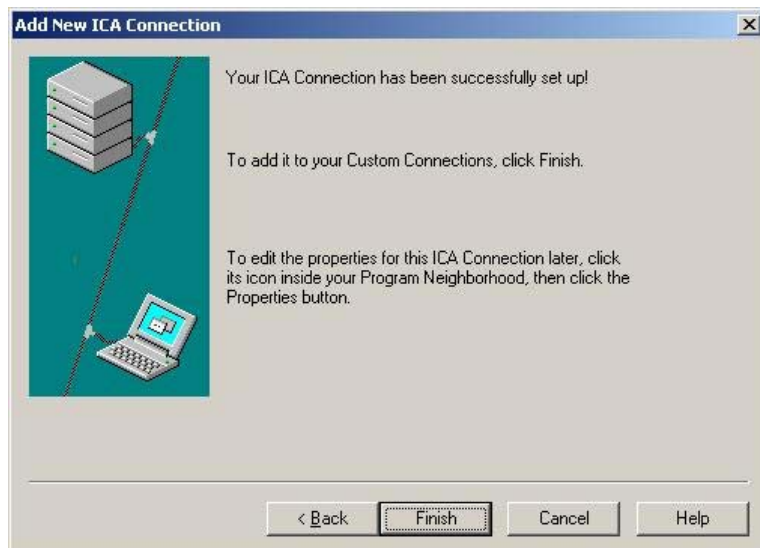 Add New ICA Connection
Your ICA Connection has been successfully set up!
To add it to your Custom Connections, click Finish.
To edit the properties for this ICA Connection later, click
its icon inside your Program Neighborhood, then click the
Properties button.
< Back
Finish
Cancel
Help